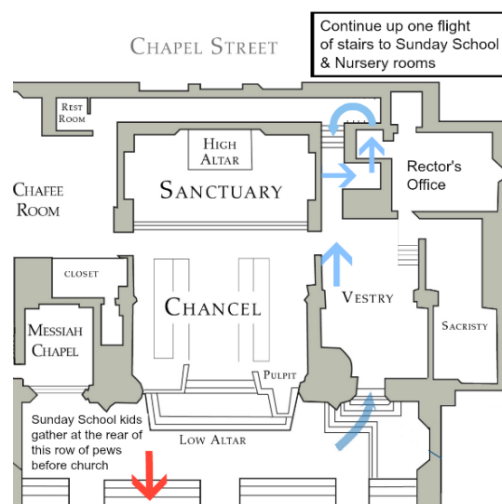 CHAPEL STREET
Continue up one flight
of stairs to Sunday School
& Nursery rooms
REST
ROOM
HIGH
ALTAR
SANCTUARY
Rector's
Office
CHAFEE
ROOM
CLOSET
CHANCEL
VESTRY
MESSIAH
CHAPEL
SACRISTY
PULPIT
Sunday School kids
gather at the rear of
this row of pews
before church
LOW ALTAR